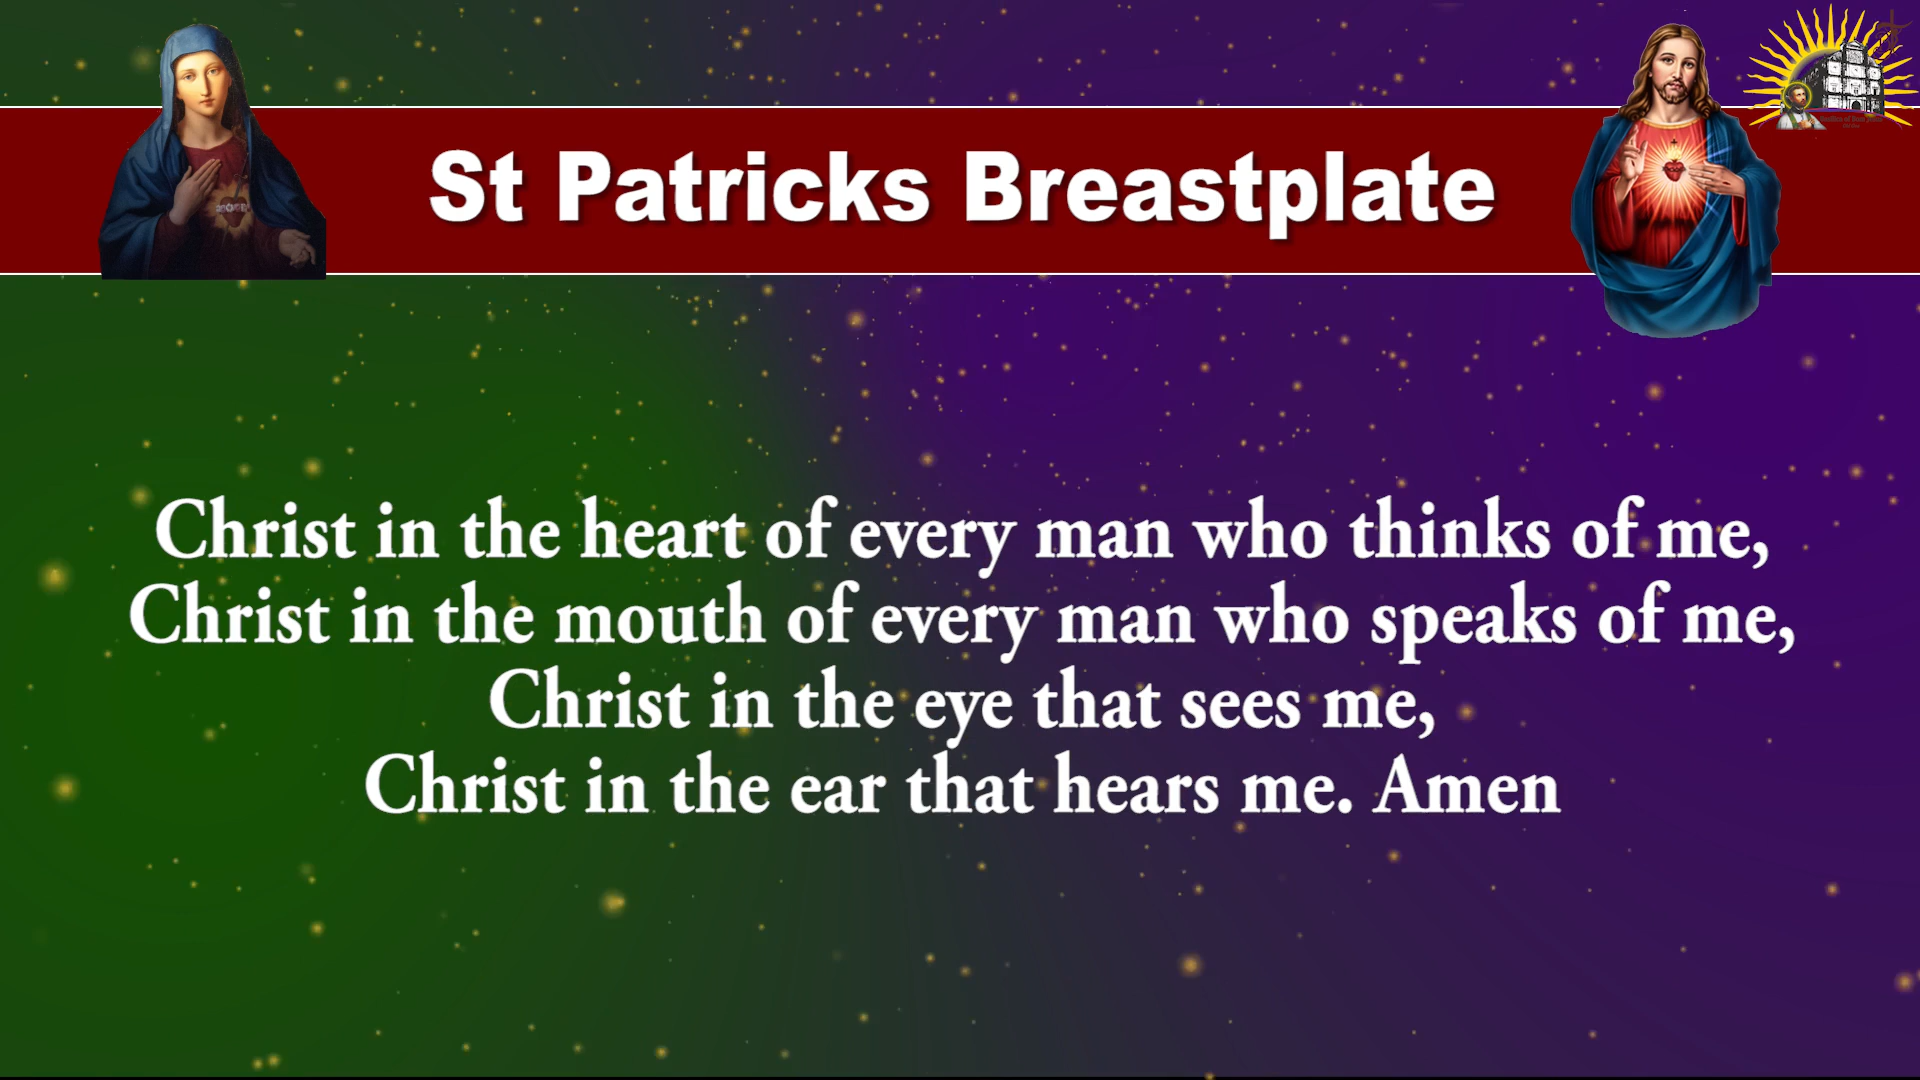 St Patricks Breastplate
Christ in the heart of every man who thinks of me,
Christ in the mouth of every man who speaks of me,
Christ in the eye that sees me,
Christ in the ear that hears me. Amen